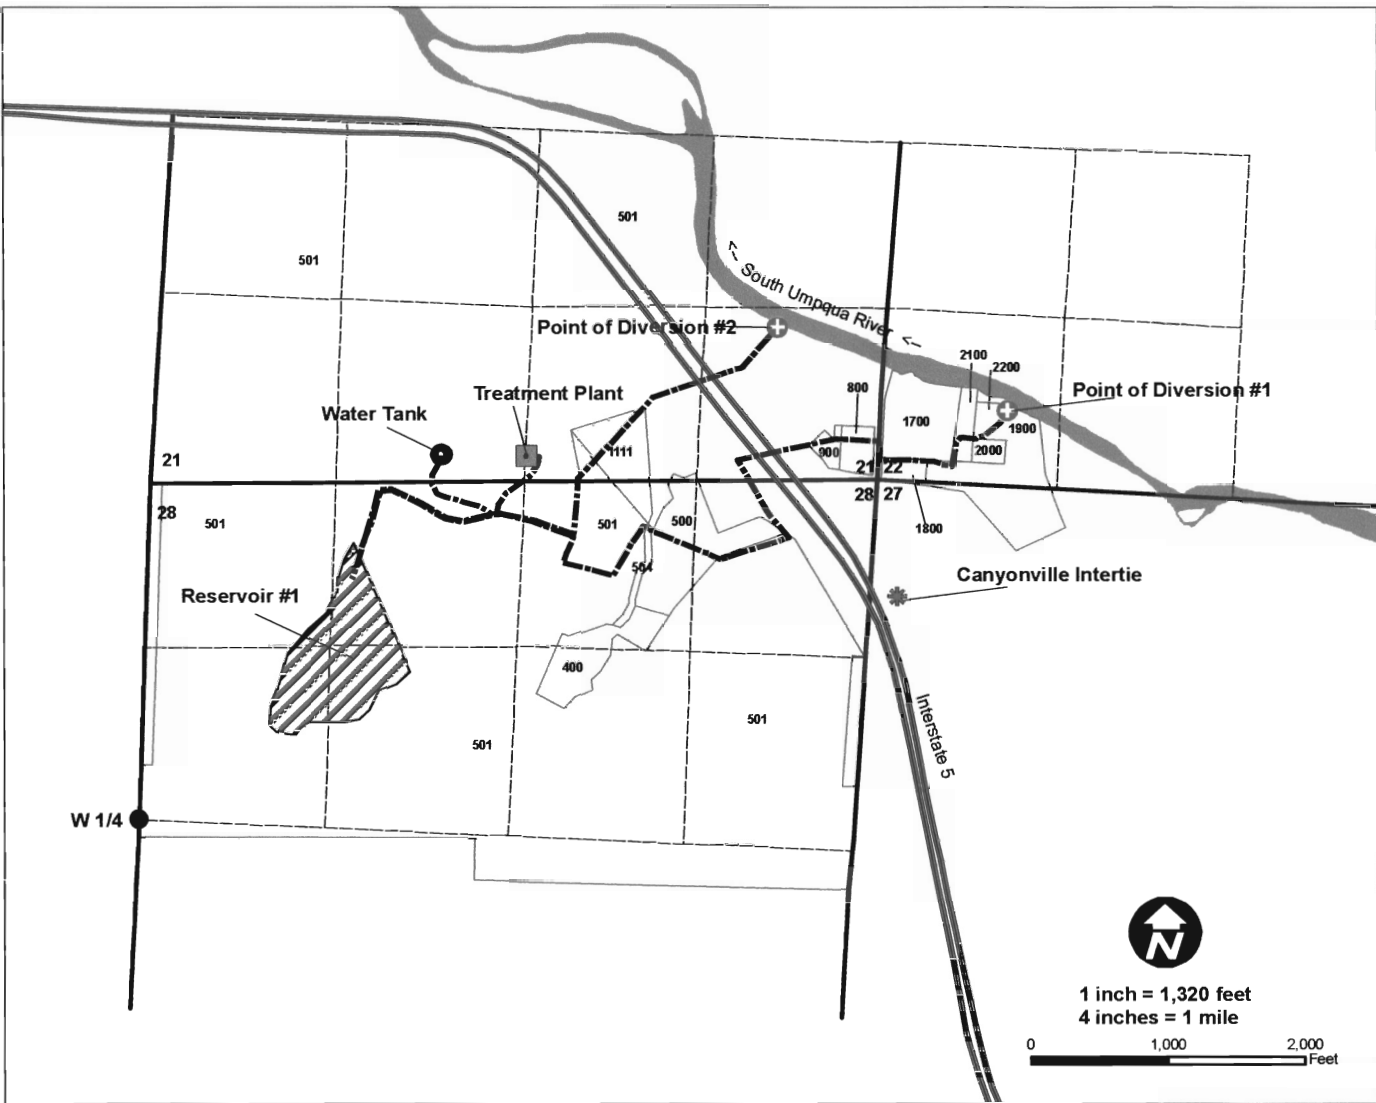 501
501
<-- South Umpqua River <--
Point of Diversion #2
2100
2200
800
Point of Diversion #1
Treatment Plant
Water Tank
1700
1900
1111
900
2000
21
21 22
28 27
28
501
501
500
1800
504
Canyonville Intertie
Reservoir #1
400
501
501
Interstate 5
W 1/4
N
1 inch = 1,320 feet
4 inches = 1 mile
0 1,000 2,000
Feet